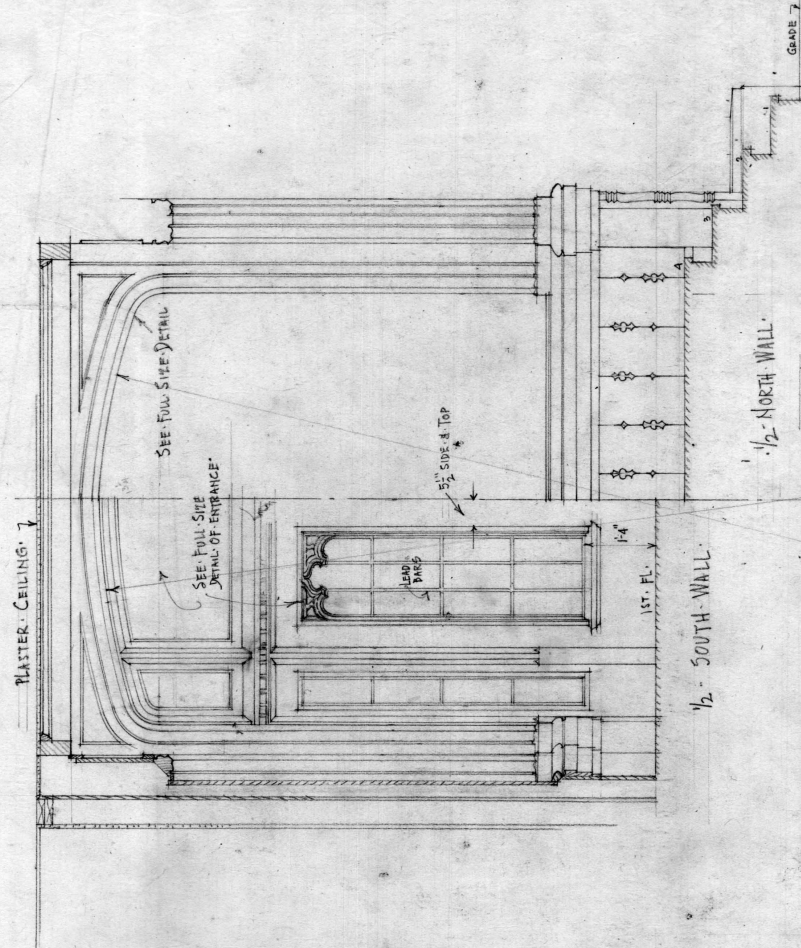 PLASTER · CEILING ·
SEE · FULL · SIZE · DETAIL
SEE · FULL · SIZE
DETAIL · OF · ENTRANCE ·
5½" SIDE · & · TOP
LEAD
BARS
1'-4"
1ST. FL.
1/2 - SOUTH · WALL ·
1/2 - NORTH · WALL ·
GRADE
1
2
3
4